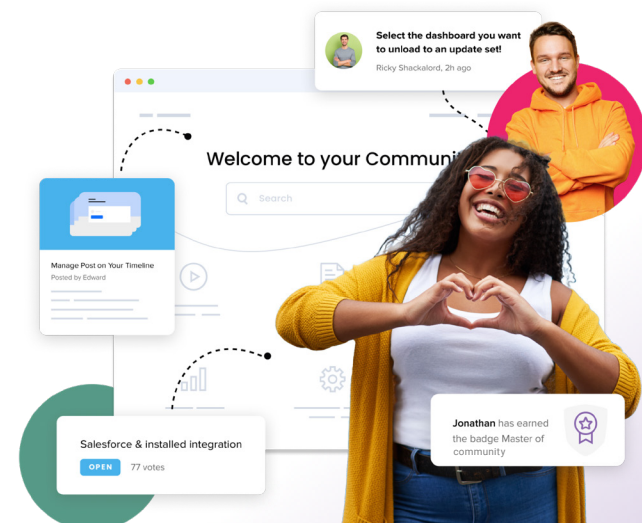 Select the dashboard you want
to unload to an update set!
Ricky Shackalord, 2h ago
Welcome to your Communi
Search
Manage Post on Your Timeline
Posted by Edward
Salesforce & installed integration
OPEN 77 votes
Jonathan has earned
the badge Master of
community